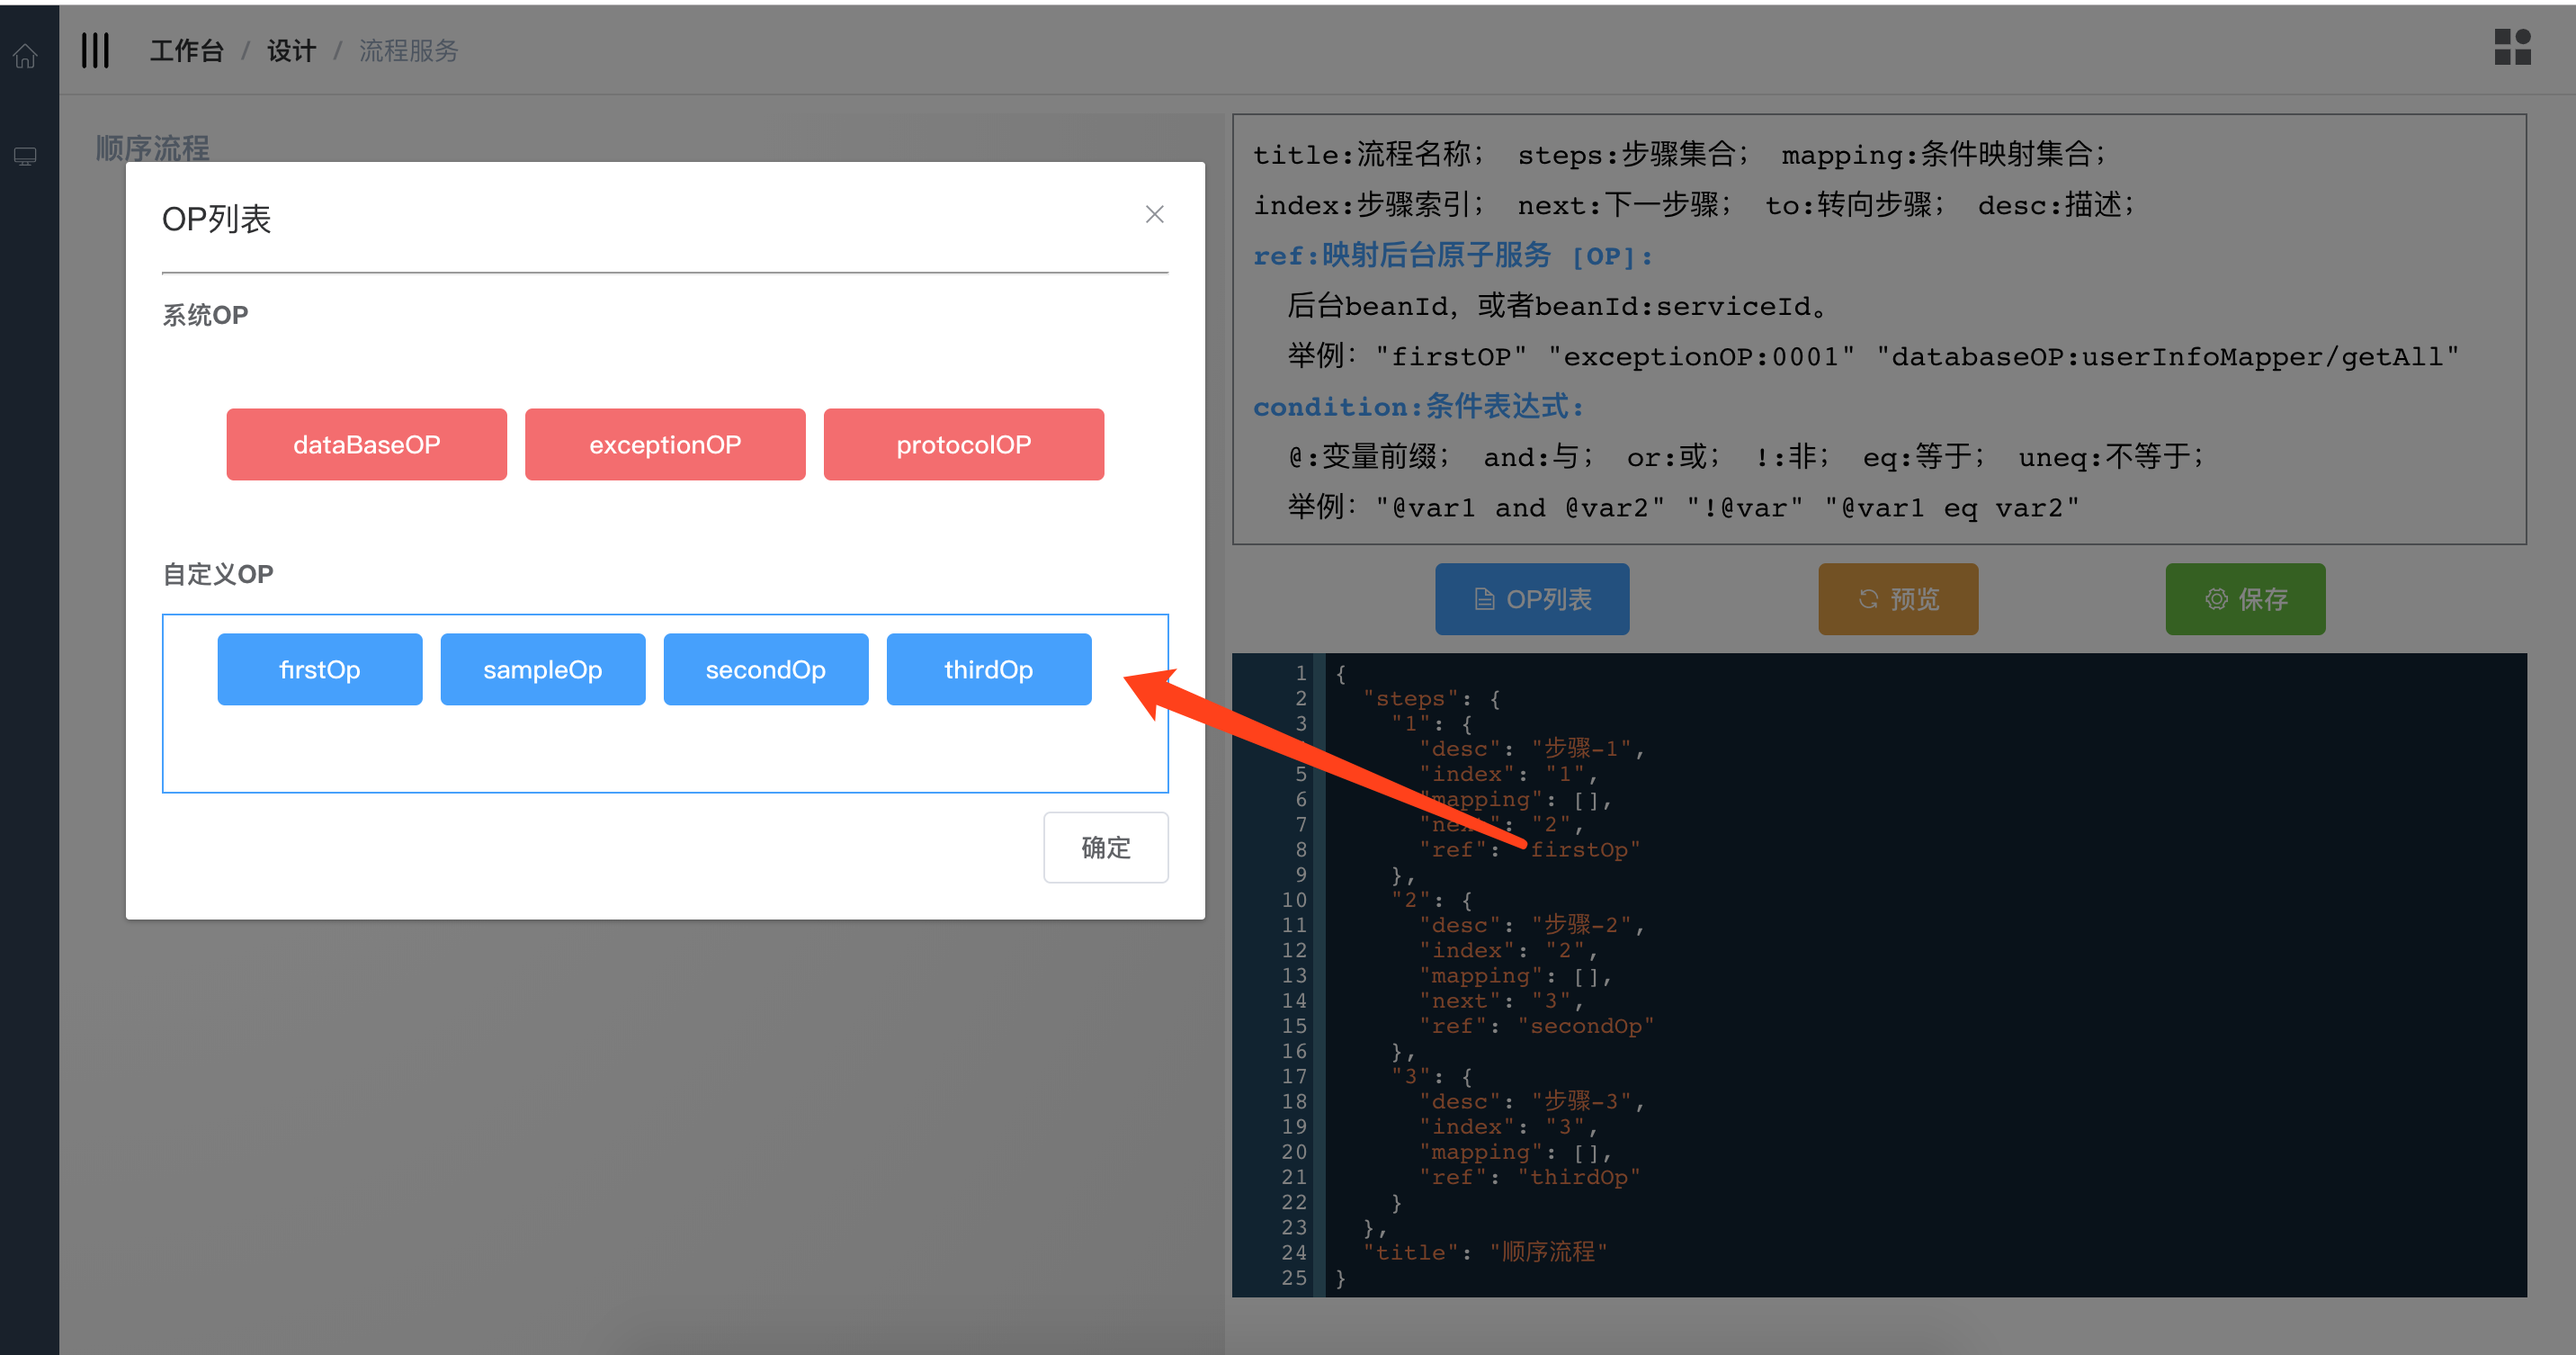 工作台 / 设计 / 流程服务
顺序流程
OP列表
系统OP
dataBaseOP exceptionOP protocolOP
自定义OP
firstOp sampleOp secondOp thirdOp
确定
title:流程名称; steps:步骤集合; mapping:条件映射集合;
index:步骤索引; next:下一步骤; to:转向步骤; desc:描述;
ref:映射后台原子服务 [OP]:
后台beanId, 或者beanId:serviceId。
举例: "firstOP" "exceptionOP:0001" "databaseOP:userInfoMapper/getAll"
condition:条件表达式:
@:变量前缀; and:与; or:或; !:非; eq:等于; uneq:不等于;
举例: "@var1 and @var2" "!@var" "@var1 eq var2"
OP列表 预览 保存
1 {
2 "steps": {
3 "1": {
"desc": "步骤-1",
5 "index": "1",
6 "mapping": [],
7 "next": "2",
8 "ref": "firstOp"
9 },
10 "2": {
11 "desc": "步骤-2",
12 "index": "2",
13 "mapping": [],
14 "next": "3",
15 "ref": "secondOp"
16 },
17 "3": {
18 "desc": "步骤-3",
19 "index": "3",
20 "mapping": [],
21 "ref": "thirdOp"
22 }
23 },
24 "title": "顺序流程"
25 }